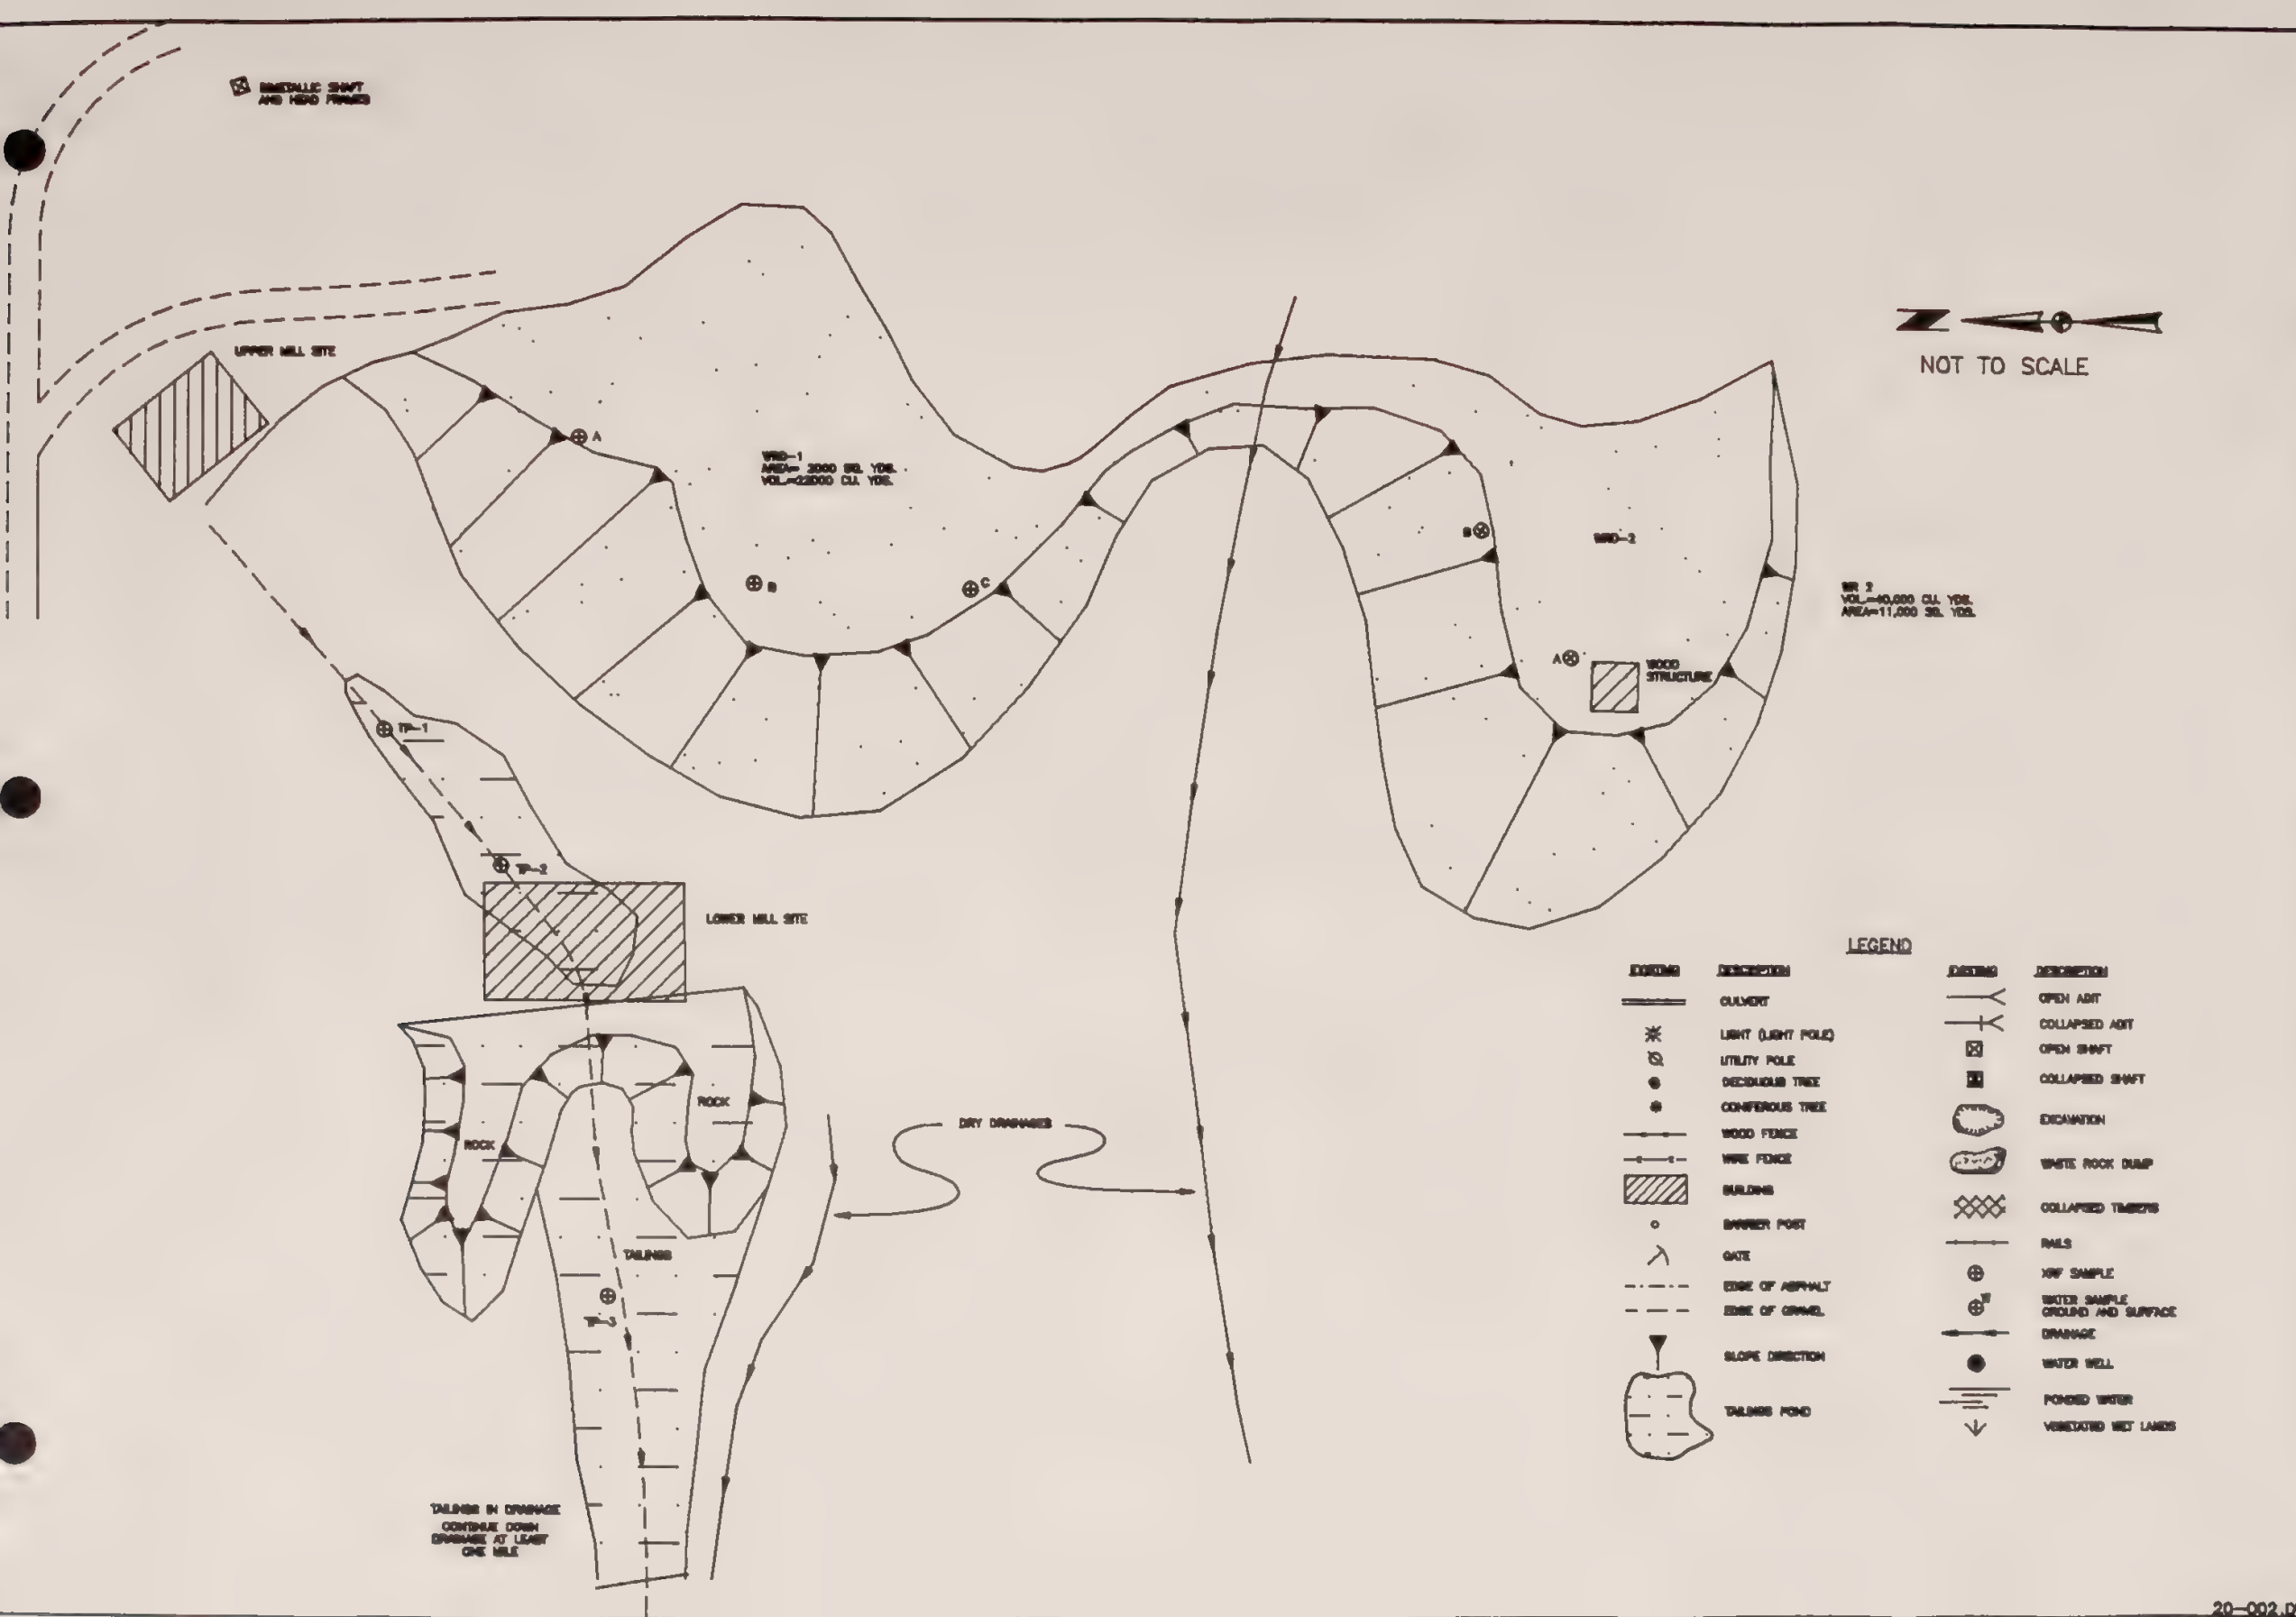 BIMETALLIC SHAFT
AND HEAD FRAMES
UPPER MILL SITE
N
NOT TO SCALE
A
WRD-1
AREA= 3000 SQ. YDS.
VOL.=22000 CU. YDS.
B
C
B
WRD-2
WR 2
VOL.=40,000 CU. YDS.
AREA=11,000 SQ. YDS.
A
WOOD
STRUCTURE
TP-1
TP-2
LOWER MILL SITE
ROCK
ROCK
DRY DRAINAGES
TAILINGS
TP-3
TAILINGS IN DRAINAGE
CONTINUE DOWN
DRAINAGE AT LEAST
ONE MILE
LEGEND
EXISTING DESCRIPTION
CULVERT
LIGHT (LIGHT POLE)
UTILITY POLE
DECIDUOUS TREE
CONIFEROUS TREE
WOOD FENCE
WIRE FENCE
BUILDING
BARRIER POST
GATE
EDGE OF ASPHALT
EDGE OF GRAVEL
SLOPE DIRECTION
TAILINGS POND
EXISTING DESCRIPTION
OPEN ADIT
COLLAPSED ADIT
OPEN SHAFT
COLLAPSED SHAFT
EXCAVATION
WASTE ROCK DUMP
COLLAPSED TIMBERS
RAILS
XRF SAMPLE
W
WATER SAMPLE
GROUND AND SURFACE
DRAINAGE
WATER WELL
PONDED WATER
VEGETATED WET LANDS
20-002.D